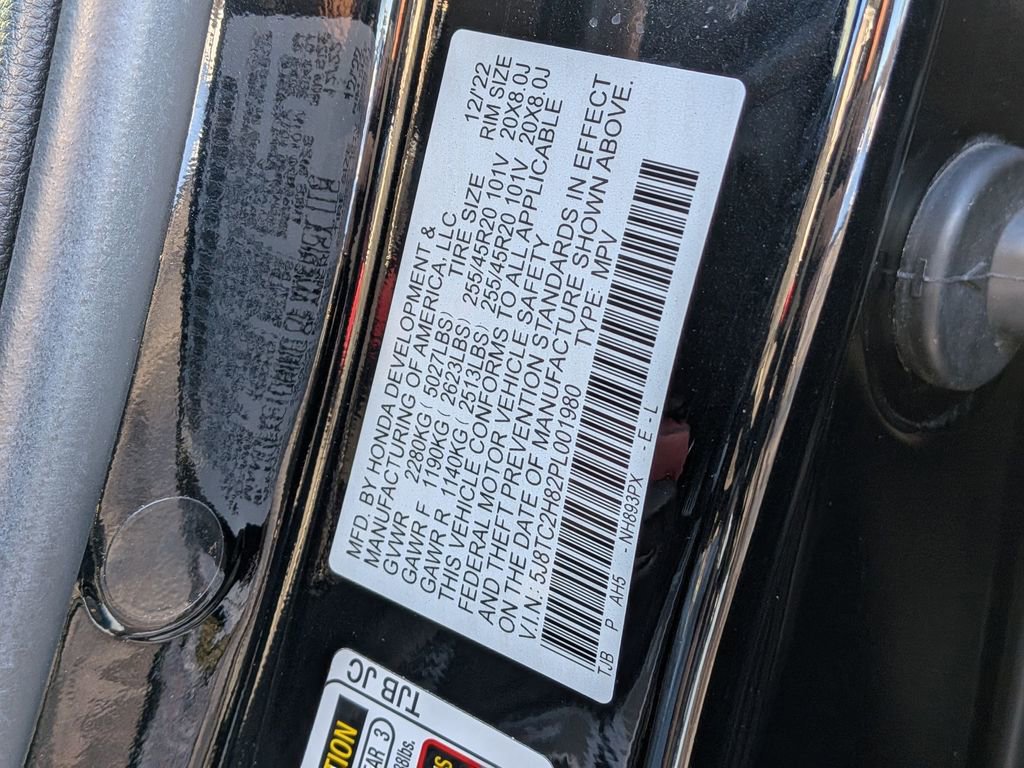 MFD. BY HONDA DEVELOPMENT &
MANUFACTURING OF AMERICA, LLC 12/'22
GVWR 2280KG ( 5027LBS) TIRE SIZE RIM SIZE
GAWR F 1190KG ( 2623LBS) 255/45R20 101V 20X8.0J
GAWR R 1140KG ( 2513LBS) 255/45R20 101V 20X8.0J
THIS VEHICLE CONFORMS TO ALL APPLICABLE
FEDERAL MOTOR VEHICLE SAFETY
AND THEFT PREVENTION STANDARDS IN EFFECT
ON THE DATE OF MANUFACTURE SHOWN ABOVE.
V.I.N.: 5J8TC2H82PL001980 TYPE: MPV
TJB P AH5 - NH893PX - E - L
TJB JC